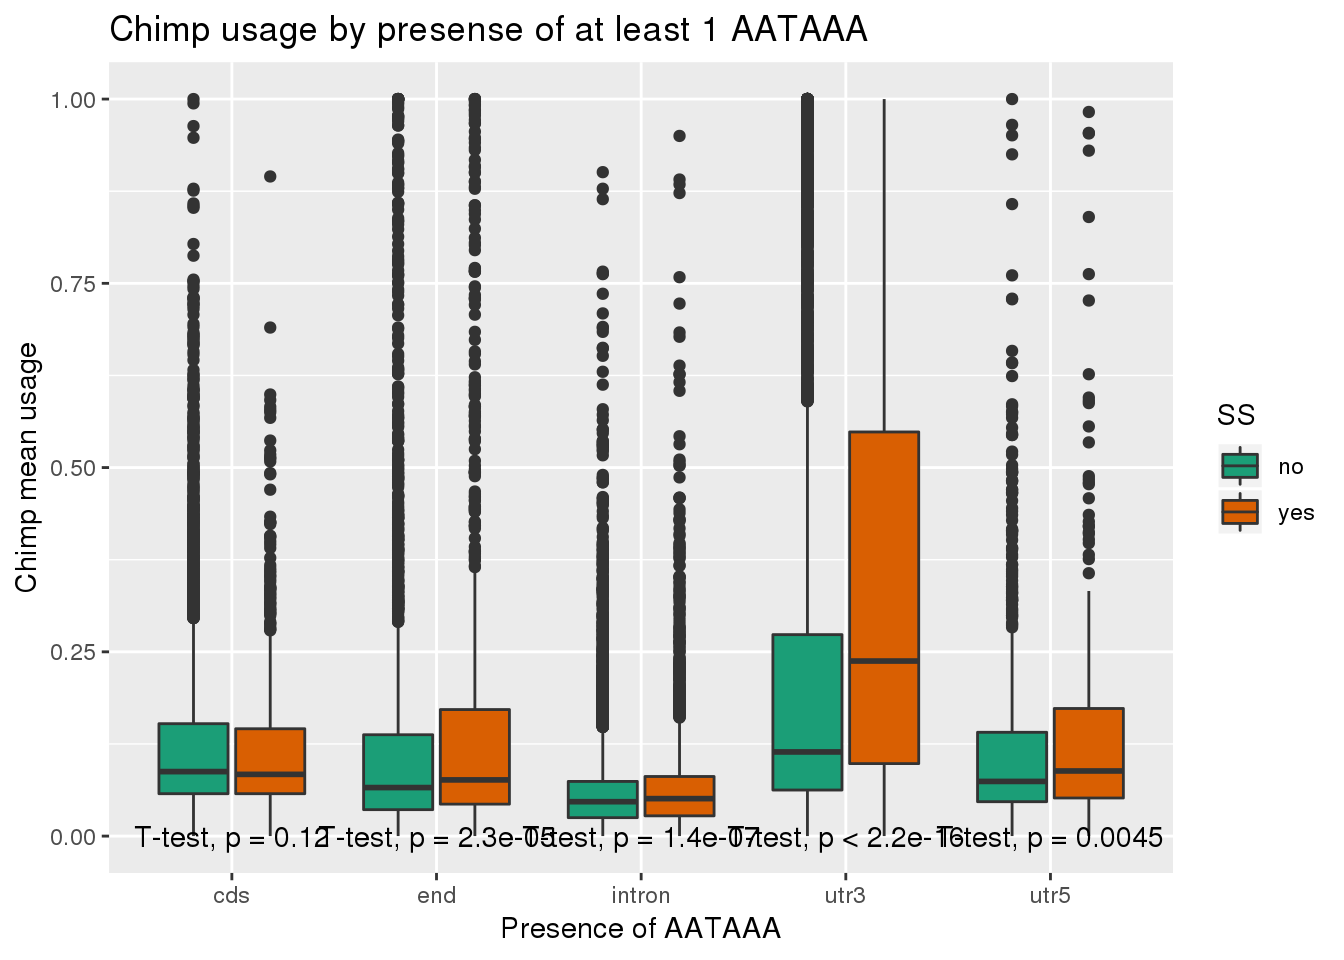 Chimp usage by presense of at least 1 AATAAA
1.00
0.75
0.50
0.25
0.00
Chimp mean usage
T-test, p = 0.12
T-test, p = 2.3e-05
T-test, p = 1.4e-07
T-test, p < 2.2e-16
T-test, p = 0.0045
cds
end
intron
utr3
utr5
Presence of AATAAA
SS
no
yes